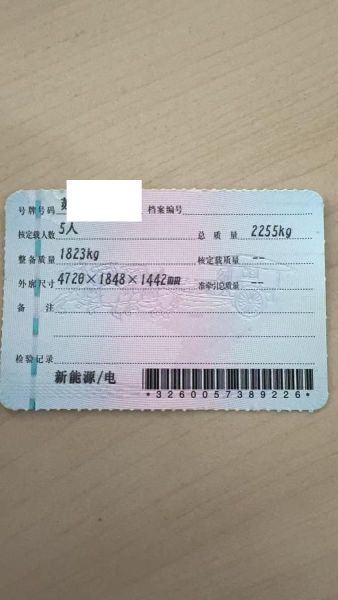 号牌号码 苏 档案编号
核定载人数 5人 总质量 2255kg
整备质量 1823kg 核定载质量 --
外廓尺寸 4720×1848×1442mm 准牵引总质量 --
备注
检验记录
新能源/电
*3260057389226*